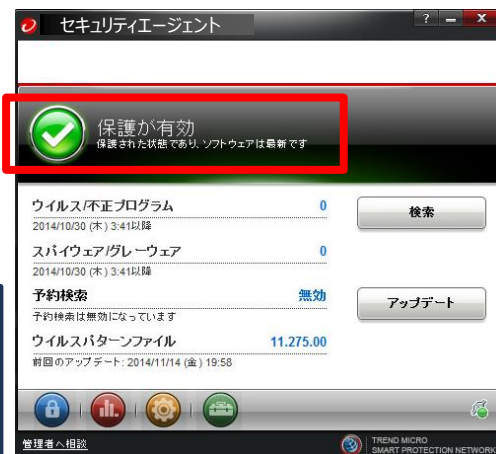 セキュリティエージェント
? – X
保護が有効
保護された状態であり、ソフトウェアは最新です
ウイルス/不正プログラム 0
2014/10/30 (木) 3:41以降
検索
スパイウェア/グレーウェア 0
2014/10/30 (木) 3:41以降
予約検索 無効
予約検索は無効になっています
アップデート
ウイルスパターンファイル 11.275.00
前回のアップデート: 2014/11/14 (金) 19:58
管理者へ相談
TREND MICRO
SMART PROTECTION NETWORK